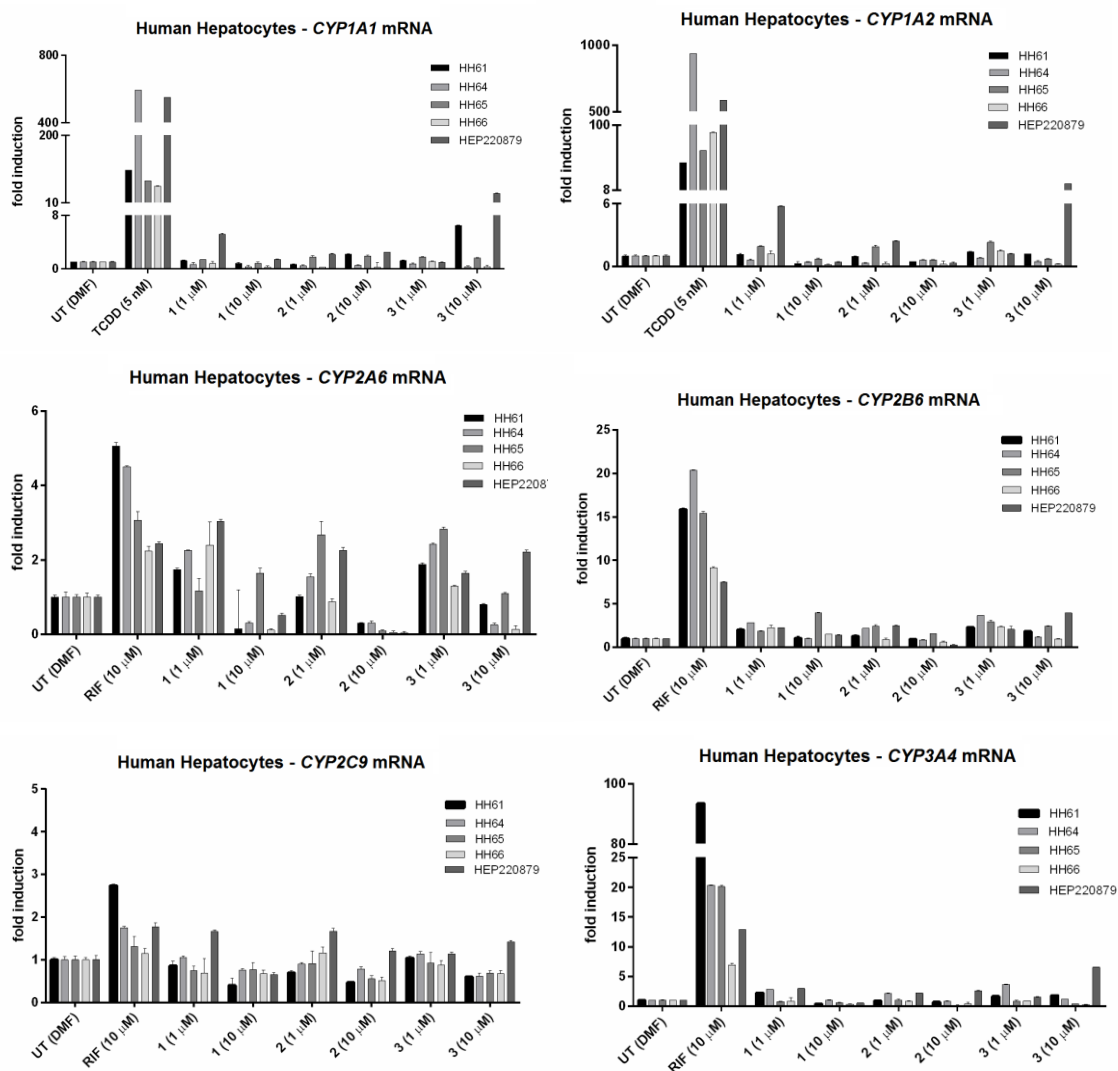 Human Hepatocytes - CYP1A1 mRNA
800
400
200
10
8
0
fold induction
HH61
HH64
HH65
HH66
HEP220879
UT (DMF)
TCDD (5 nM)
1 (1 μM)
1 (10 μM)
2 (1 μM)
2 (10 μM)
3 (1 μM)
3 (10 μM)
Human Hepatocytes - CYP1A2 mRNA
1000
500
100
8
6
0
fold induction
HH61
HH64
HH65
HH66
HEP220879
UT (DMF)
TCDD (5 nM)
1 (1 μM)
1 (10 μM)
2 (1 μM)
2 (10 μM)
3 (1 μM)
3 (10 μM)
Human Hepatocytes - CYP2A6 mRNA
6
4
2
0
fold induction
HH61
HH64
HH65
HH66
HEP22087
UT (DMF)
RIF (10 μM)
1 (1 μM)
1 (10 μM)
2 (1 μM)
2 (10 μM)
3 (1 μM)
3 (10 μM)
Human Hepatocytes - CYP2B6 mRNA
25
20
15
10
5
0
fold induction
HH61
HH64
HH65
HH66
HEP220879
UT (DMF)
RIF (10 μM)
1 (1 μM)
1 (10 μM)
2 (1 μM)
2 (10 μM)
3 (1 μM)
3 (10 μM)
Human Hepatocytes - CYP2C9 mRNA
5
4
3
2
1
0
fold induction
HH61
HH64
HH65
HH66
HEP220879
UT (DMF)
RIF (10 μM)
1 (1 μM)
1 (10 μM)
2 (1 μM)
2 (10 μM)
3 (1 μM)
3 (10 μM)
Human Hepatocytes - CYP3A4 mRNA
100
80
25
20
15
10
5
0
fold induction
HH61
HH64
HH65
HH66
HEP220879
UT (DMF)
RIF (10 μM)
1 (1 μM)
1 (10 μM)
2 (1 μM)
2 (10 μM)
3 (1 μM)
3 (10 μM)